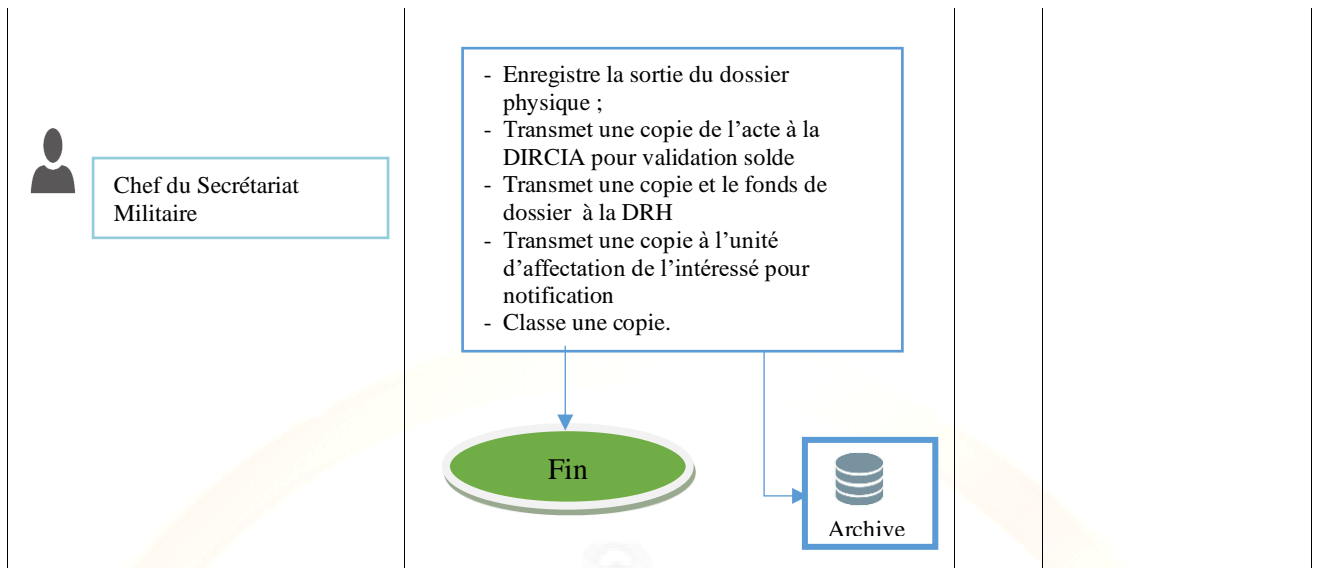 Chef du Secrétariat
Militaire
- Enregistre la sortie du dossier
physique ;
- Transmet une copie de l’acte à la
DIRCIA pour validation solde
- Transmet une copie et le fonds de
dossier à la DRH
- Transmet une copie à l’unité
d’affectation de l’intéressé pour
notification
- Classe une copie.
Fin
Archive